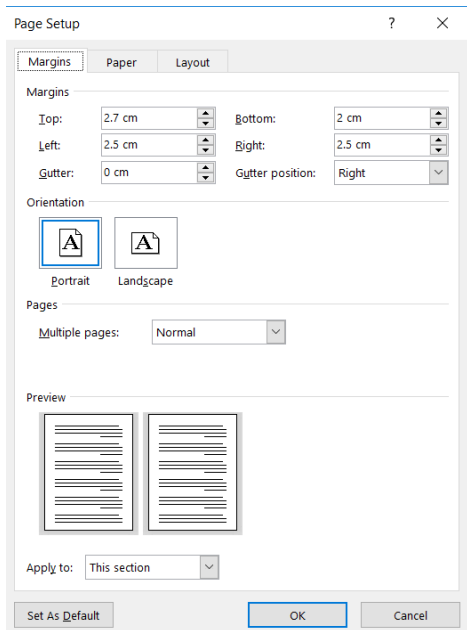 Page Setup ? ×
Margins Paper Layout
Margins
Top: 2.7 cm Bottom: 2 cm
Left: 2.5 cm Right: 2.5 cm
Gutter: 0 cm Gutter position: Right
Orientation
A A
Portrait Landscape
Pages
Multiple pages: Normal
Preview
Apply to: This section
Set As Default OK Cancel